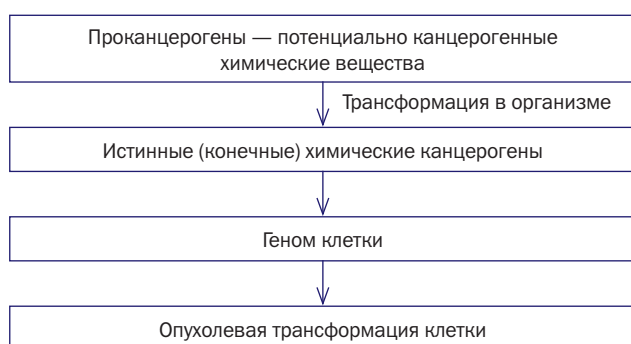 Проканцерогены — потенциально канцерогенные
химические вещества
Трансформация в организме
Истинные (конечные) химические канцерогены
Геном клетки
Опухолевая трансформация клетки